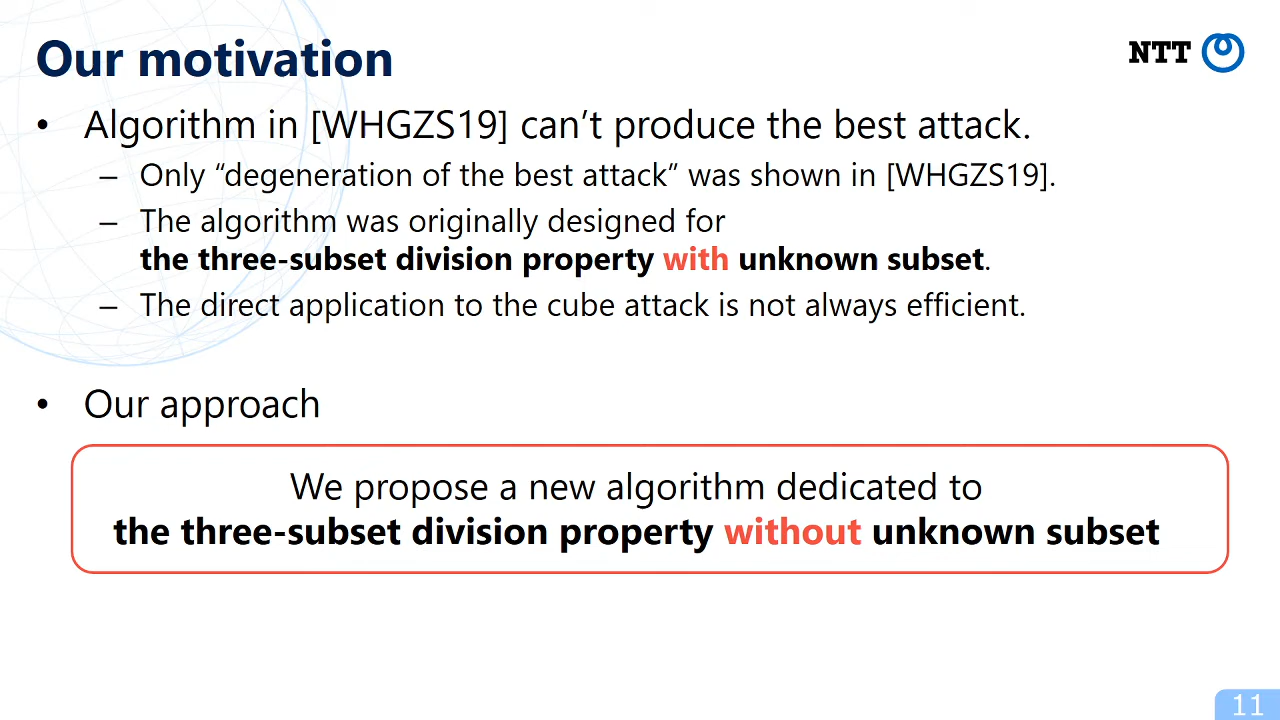 Our motivation
NTT
• Algorithm in [WHGZS19] can’t produce the best attack.
– Only “degeneration of the best attack” was shown in [WHGZS19].
– The algorithm was originally designed for
the three-subset division property with unknown subset.
– The direct application to the cube attack is not always efficient.
• Our approach
We propose a new algorithm dedicated to
the three-subset division property without unknown subset
11